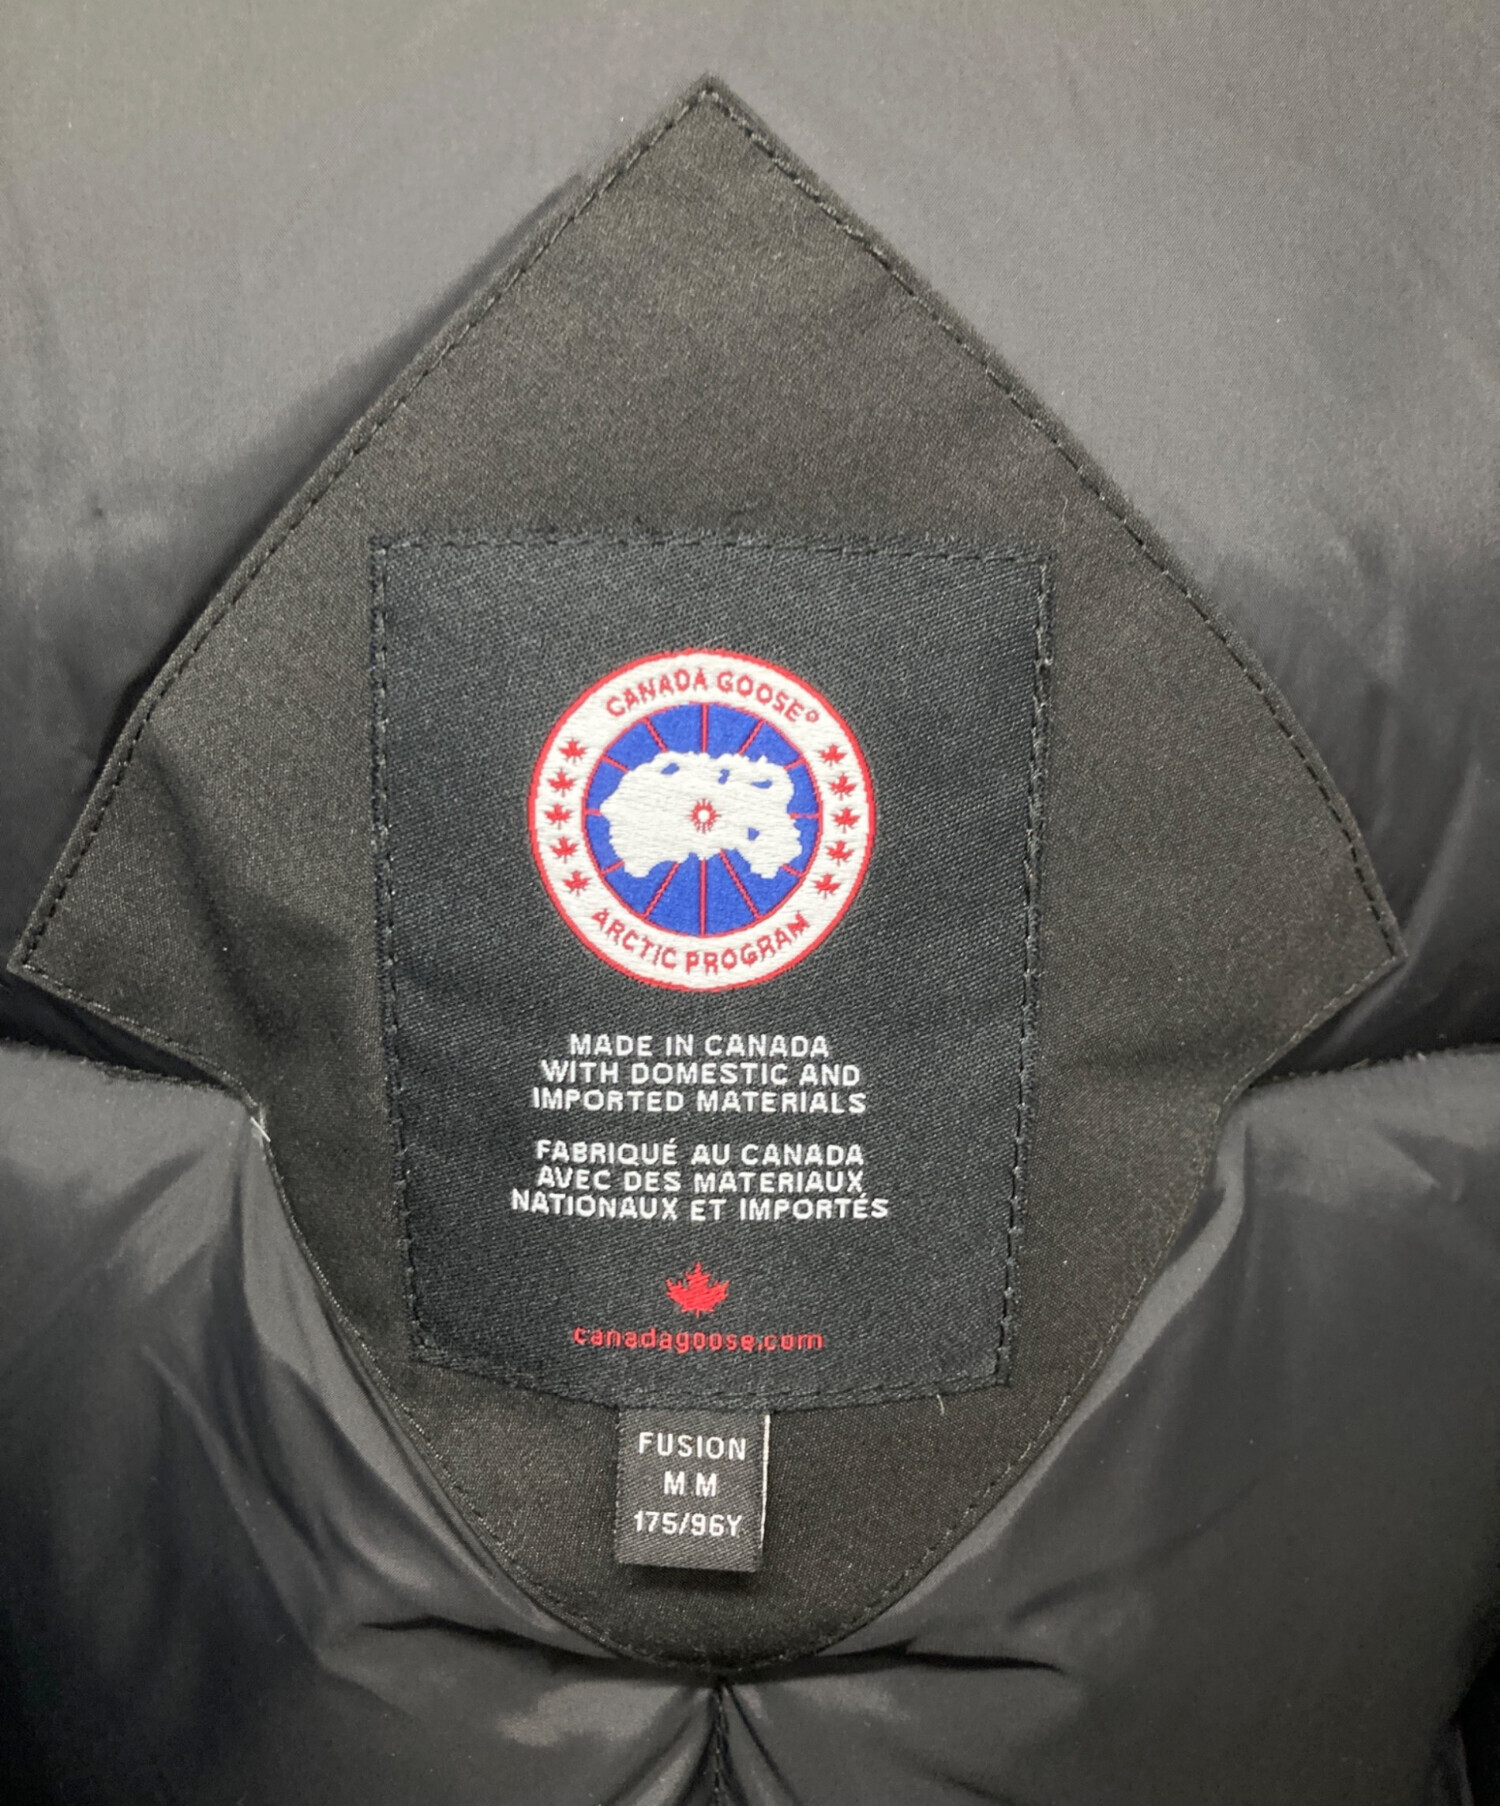 CANADA GOOSE®
ARCTIC PROGRAM
MADE IN CANADA
WITH DOMESTIC AND
IMPORTED MATERIALS
FABRIQUÉ AU CANADA
AVEC DES MATERIAUX
NATIONAUX ET IMPORTÉS
canadagoose.com
FUSION
M M
175/96Y